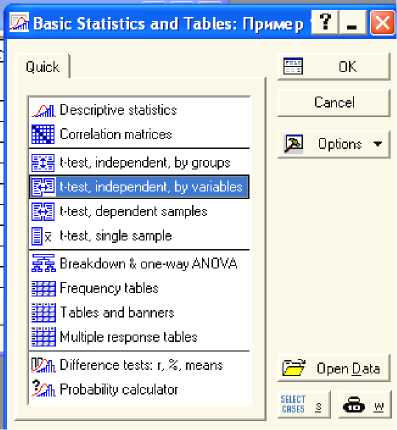 Basic Statistics and Tables: Пример
Quick
OK
Cancel
Options
Descriptive statistics
Correlation matrices
t-test, independent, by groups
t-test, independent, by variables
t-test, dependent samples
t-test, single sample
Breakdown & one-way ANOVA
Frequency tables
Tables and banners
Multiple response tables
Difference tests: r, %, means
Probability calculator
Open Data
SELECT
CASES
S
W